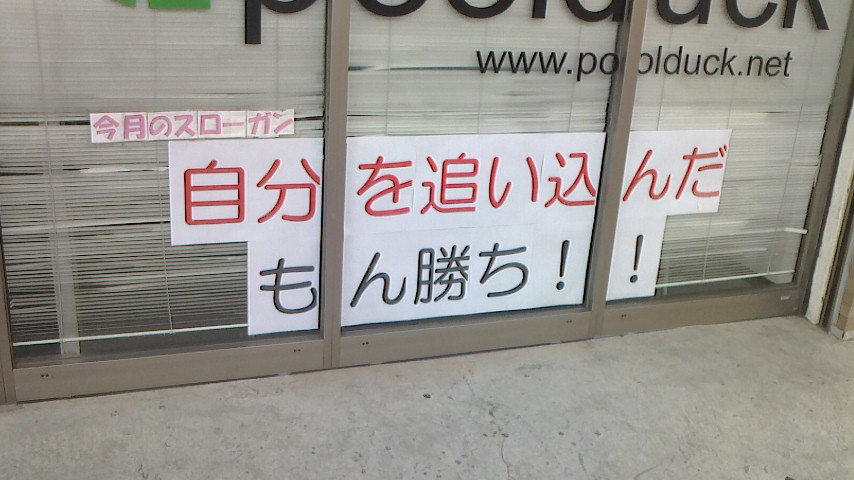 poolduck
www.poolduck.net
今月のスローガン
自分を追い込んだ
もん勝ち！！